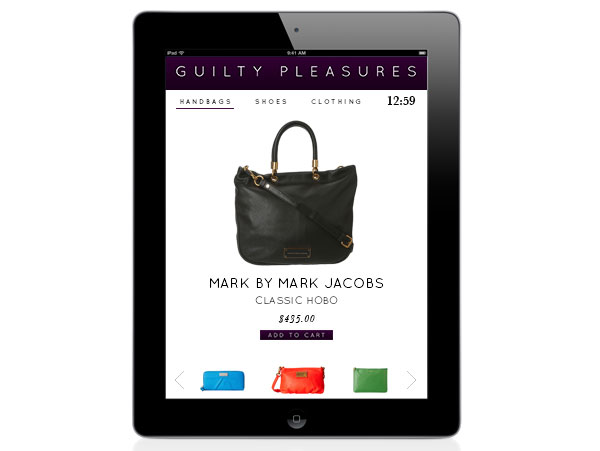 iPad 9:41 AM
GUILTY PLEASURES
HANDBAGS SHOES CLOTHING 12:59
MARK BY MARK JACOBS
CLASSIC HOBO
$435.00
ADD TO CART